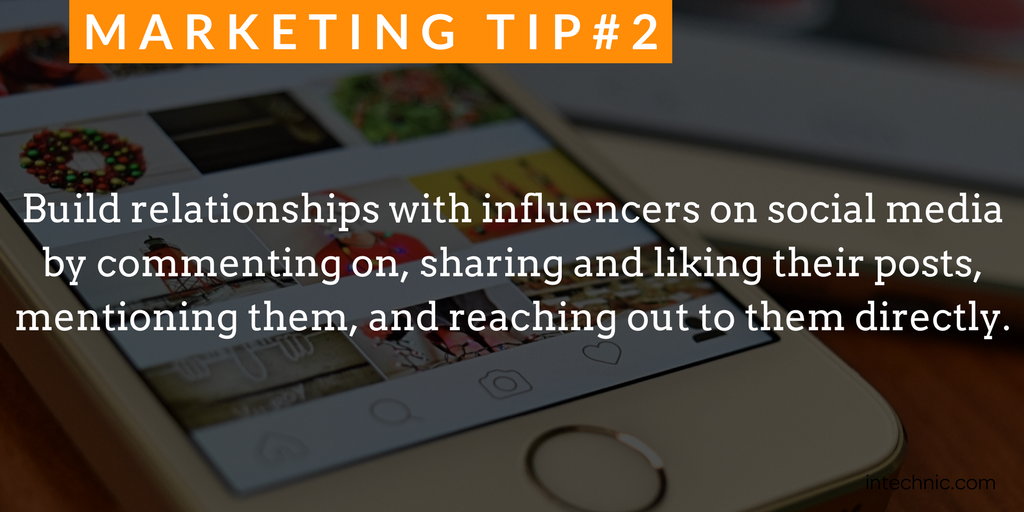 MARKETING TIP#2
Build relationships with influencers on social media
by commenting on, sharing and liking their posts,
mentioning them, and reaching out to them directly.
intechnic.com